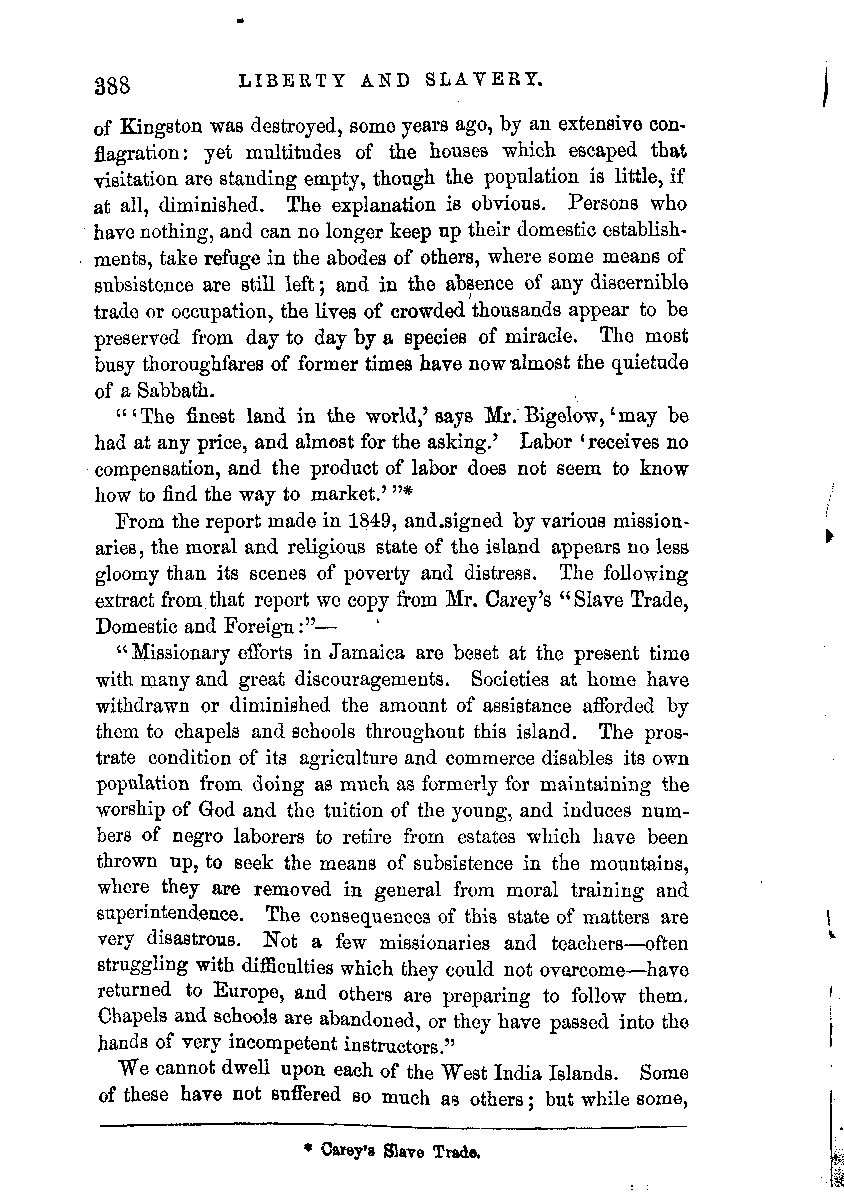 388 LIBERTY AND SLAVERY.
of Kingston was destroyed, some years ago, by an extensive con-
flagration: yet multitudes of the houses which escaped that
visitation are standing empty, though the population is little, if
at all, diminished. The explanation is obvious. Persons who
have nothing, and can no longer keep up their domestic establish-
ments, take refuge in the abodes of others, where some means of
subsistence are still left; and in the absence of any discernible
trade or occupation, the lives of crowded thousands appear to be
preserved from day to day by a species of miracle. The most
busy thoroughfares of former times have now almost the quietude
of a Sabbath.
"'The finest land in the world,' says Mr. Bigelow, 'may be
had at any price, and almost for the asking.' Labor 'receives no
compensation, and the product of labor does not seem to know
how to find the way to market.'"*
From the report made in 1849, and signed by various mission-
aries, the moral and religious state of the island appears no less
gloomy than its scenes of poverty and distress. The following
extract from that report we copy from Mr. Carey's "Slave Trade,
Domestic and Foreign:"—
"Missionary efforts in Jamaica are beset at the present time
with many and great discouragements. Societies at home have
withdrawn or diminished the amount of assistance afforded by
them to chapels and schools throughout this island. The pros-
trate condition of its agriculture and commerce disables its own
population from doing as much as formerly for maintaining the
worship of God and the tuition of the young, and induces num-
bers of negro laborers to retire from estates which have been
thrown up, to seek the means of subsistence in the mountains,
where they are removed in general from moral training and
superintendence. The consequences of this state of matters are
very disastrous. Not a few missionaries and teachers—often
struggling with difficulties which they could not overcome—have
returned to Europe, and others are preparing to follow them.
Chapels and schools are abandoned, or they have passed into the
hands of very incompetent instructors."
We cannot dwell upon each of the West India Islands. Some
of these have not suffered so much as others; but while some,
* Carey's Slave Trade.